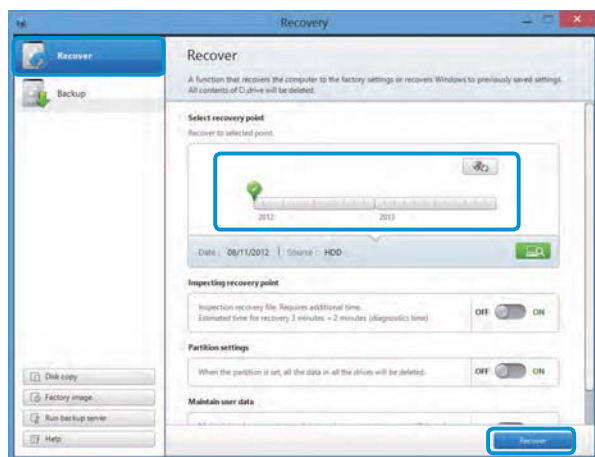 Recovery
Recover
Backup
Disk copy
Factory image
Run backup server
Help
Recover
A function that recovers the computer to the factory settings or recovers Windows to previously saved settings.
All contents of C drive will be deleted.
Select recovery point
Recover to selected point.
2012 2013
Date : 08/11/2012 | Source : HDD
Inspecting recovery point
Inspection recovery file. Requires additional time.
Estimated time for recovery 3 minutes + 2 minutes (diagnostics time)
OFF ON
Partition settings
When the partition is set, all the data in all the drives will be deleted.
OFF ON
Maintain user data
Recover